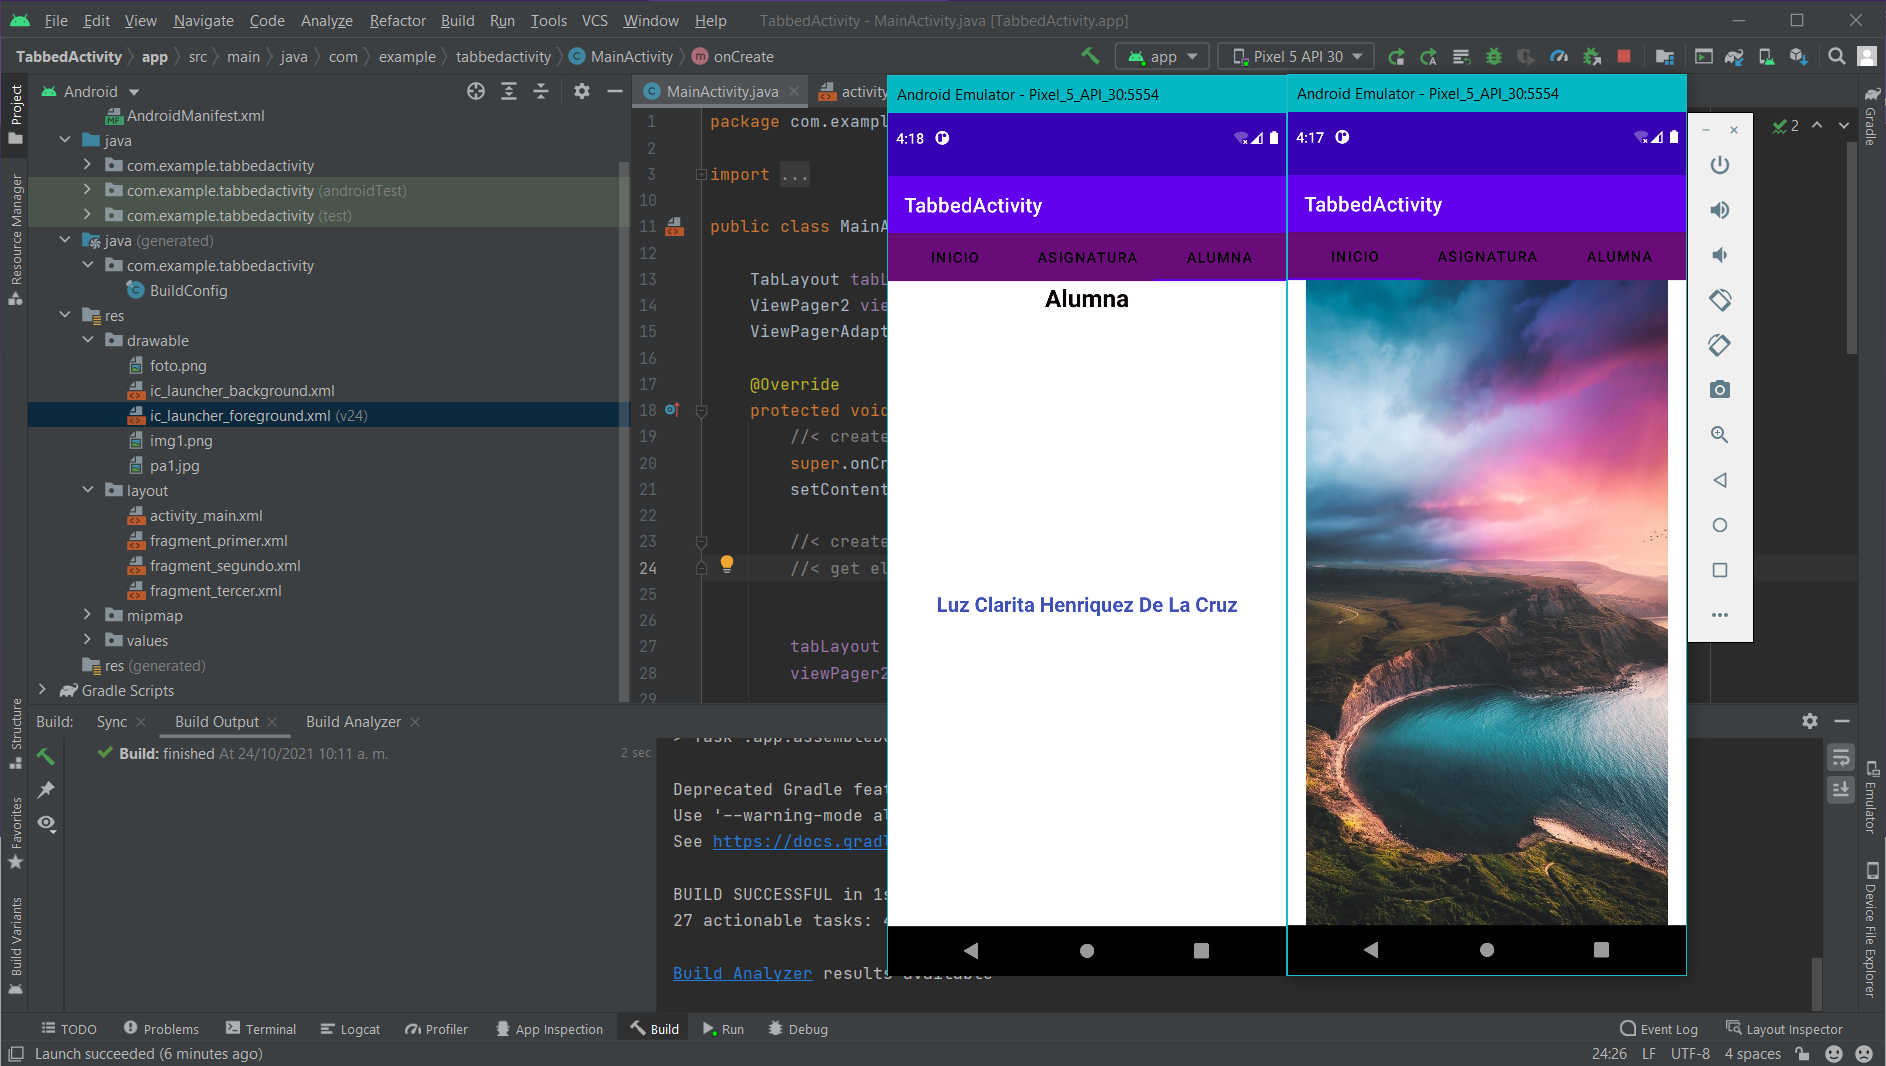 File Edit View Navigate Code Analyze Refactor Build Run Tools VCS Window Help TabbedActivity - MainActivity.java [TabbedActivity.app]
TabbedActivity app src main java com example tabbedactivity MainActivity onCreate app Pixel 5 API 30
Project
Resource Manager
Structure
Favorites
Build Variants
Android
AndroidManifest.xml
java
com.example.tabbedactivity
com.example.tabbedactivity (androidTest)
com.example.tabbedactivity (test)
java (generated)
com.example.tabbedactivity
BuildConfig
res
drawable
foto.png
ic_launcher_background.xml
ic_launcher_foreground.xml (v24)
img1.png
pa1.jpg
layout
activity_main.xml
fragment_primer.xml
fragment_segundo.xml
fragment_tercer.xml
mipmap
values
res (generated)
Gradle Scripts
MainActivity.java activity
1 package com.exampl
2
3 import ...
10
11 public class MainA
12
13 TabLayout tabL
14 ViewPager2 vie
15 ViewPagerAdapt
16
17 @Override
18 protected void
19 //< create
20 super.onCr
21 setContent
22
23 //< create
24 //< get el
25
26
27 tabLayout
28 viewPager2
29
2
Android Emulator - Pixel_5_API_30:5554
4:18
TabbedActivity
INICIO ASIGNATURA ALUMNA
Alumna
Luz Clarita Henriquez De La Cruz
Android Emulator - Pixel_5_API_30:5554
4:17
TabbedActivity
INICIO ASIGNATURA ALUMNA
Gradle
Emulator
Device File Explorer
Build: Sync Build Output Build Analyzer
Build: finished At 24/10/2021 10:11 a. m. 2 sec
> Task :app:assembleDe
Deprecated Gradle feat
Use '--warning-mode al
See https://docs.gradl
BUILD SUCCESSFUL in 1s
27 actionable tasks: 4
Build Analyzer results available
TODO Problems Terminal Logcat Profiler App Inspection Build Run Debug Event Log Layout Inspector
Launch succeeded (6 minutes ago) 24:26 LF UTF-8 4 spaces